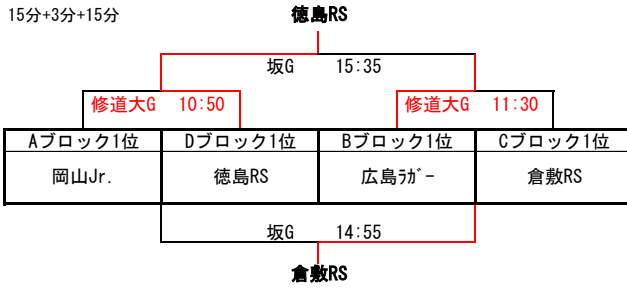 15分+3分+15分
徳島RS
坂G 15:35
修道大G 10:50
修道大G 11:30
Aブロック1位
Dブロック1位
Bブロック1位
Cブロック1位
岡山Jr.
徳島RS
広島ﾗｶﾞｰ
倉敷RS
坂G 14:55
倉敷RS